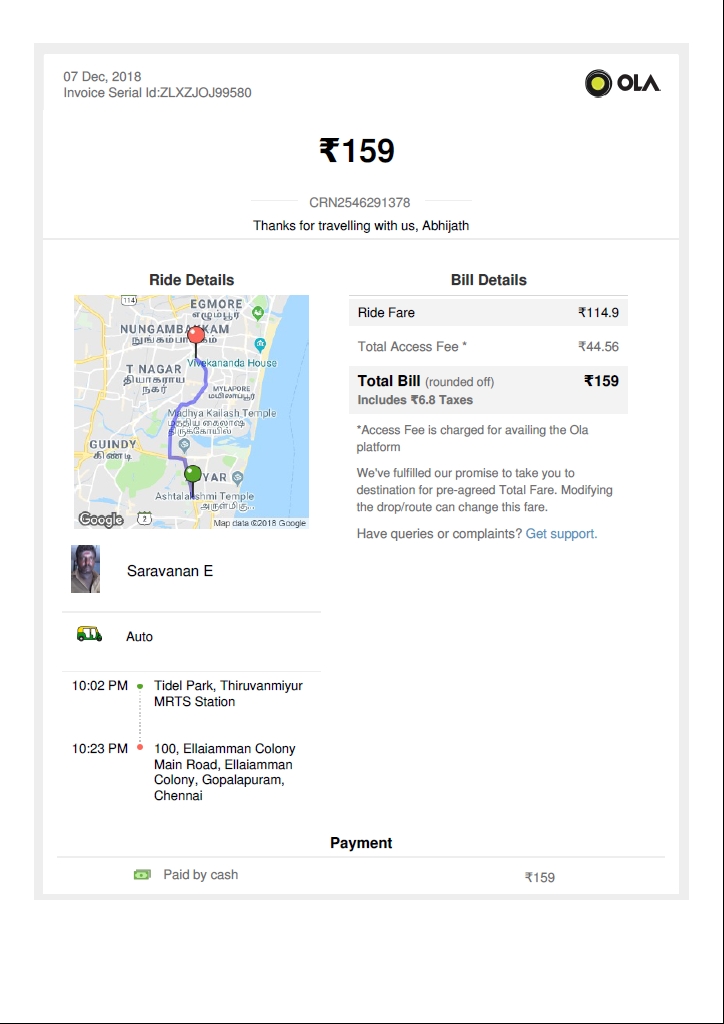 07 Dec, 2018
Invoice Serial Id:ZLXZJOJ99580
OLA
₹159
CRN2546291378
Thanks for travelling with us, Abhijath
Ride Details
114
EGMORE
எழும்பூர்
NUNGAMBAKKAM
நுங்கம்பாக்கம்
Vivekananda House
T NAGAR
தியாகராய
நகர்
MYLAPORE
மயிலாப்பூர்
Madhya Kailash Temple
மத்திய கைலாஷ்
திருக்கோயில்
GUINDY
கிண்டி
YAR
Ashtalakshmi Temple
அருள்மிகு..
Google
2
Map data ©2018 Google
Saravanan E
Auto
10:02 PM Tidel Park, Thiruvanmiyur
MRTS Station
10:23 PM 100, Ellaiamman Colony
Main Road, Ellaiamman
Colony, Gopalapuram,
Chennai
Bill Details
Ride Fare ₹114.9
Total Access Fee * ₹44.56
Total Bill (rounded off) ₹159
Includes ₹6.8 Taxes
*Access Fee is charged for availing the Ola
platform
We've fulfilled our promise to take you to
destination for pre-agreed Total Fare. Modifying
the drop/route can change this fare.
Have queries or complaints? Get support.
Payment
Paid by cash ₹159